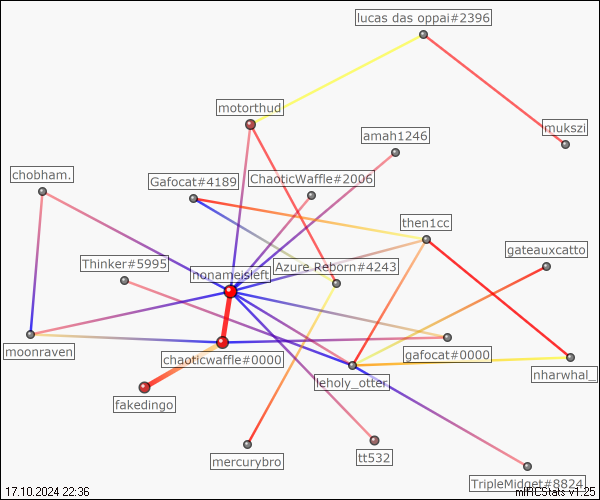 lucas das oppai#2396
motorthud
mukszi
amah1246
chobham.
Gafocat#4189
ChaoticWaffle#2006
then1cc
gateauxcatto
Thinker#5995
nonameisleft
Azure Reborn#4243
moonraven
chaoticwaffle#0000
gafocat#0000
leholy_otter
nharwhal_
fakedingo
mercurybro
tt532
TripleMidget#8824
17.10.2024 22:36
mIRCStats v1.25